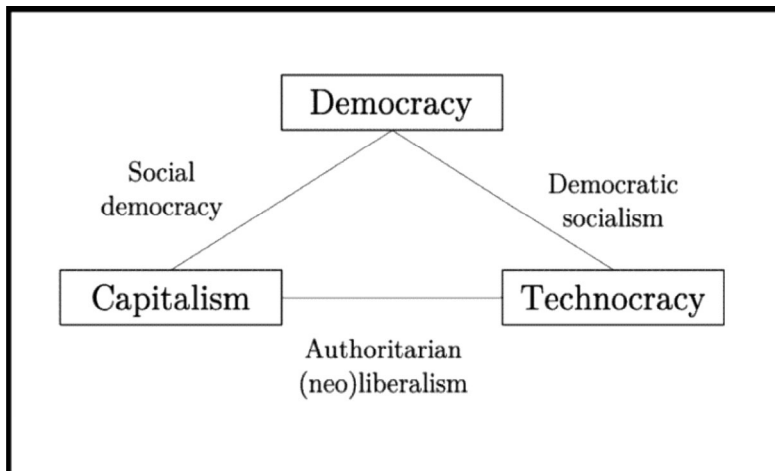 Democracy
Social
democracy
Democratic
socialism
Capitalism
Technocracy
Authoritarian
(neo)liberalism